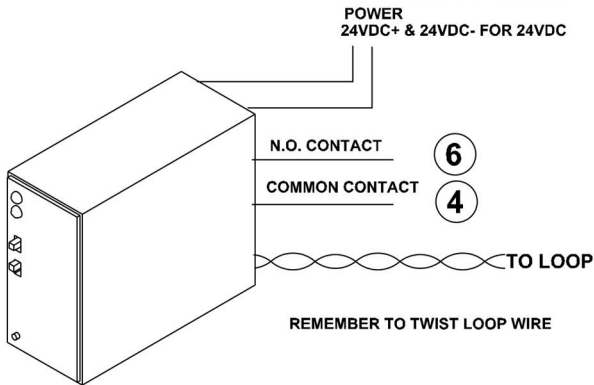 POWER
24VDC+ & 24VDC- FOR 24VDC
N.O. CONTACT
6
COMMON CONTACT
4
TO LOOP
REMEMBER TO TWIST LOOP WIRE